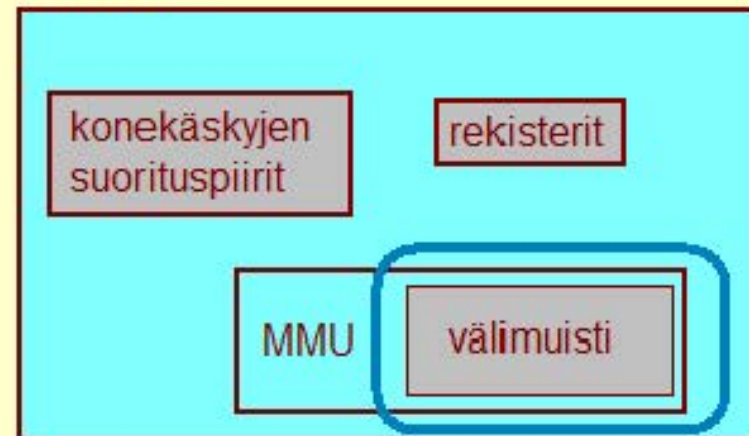 konekäskyjen
suorituspiirit
rekisterit
MMU
välimuisti